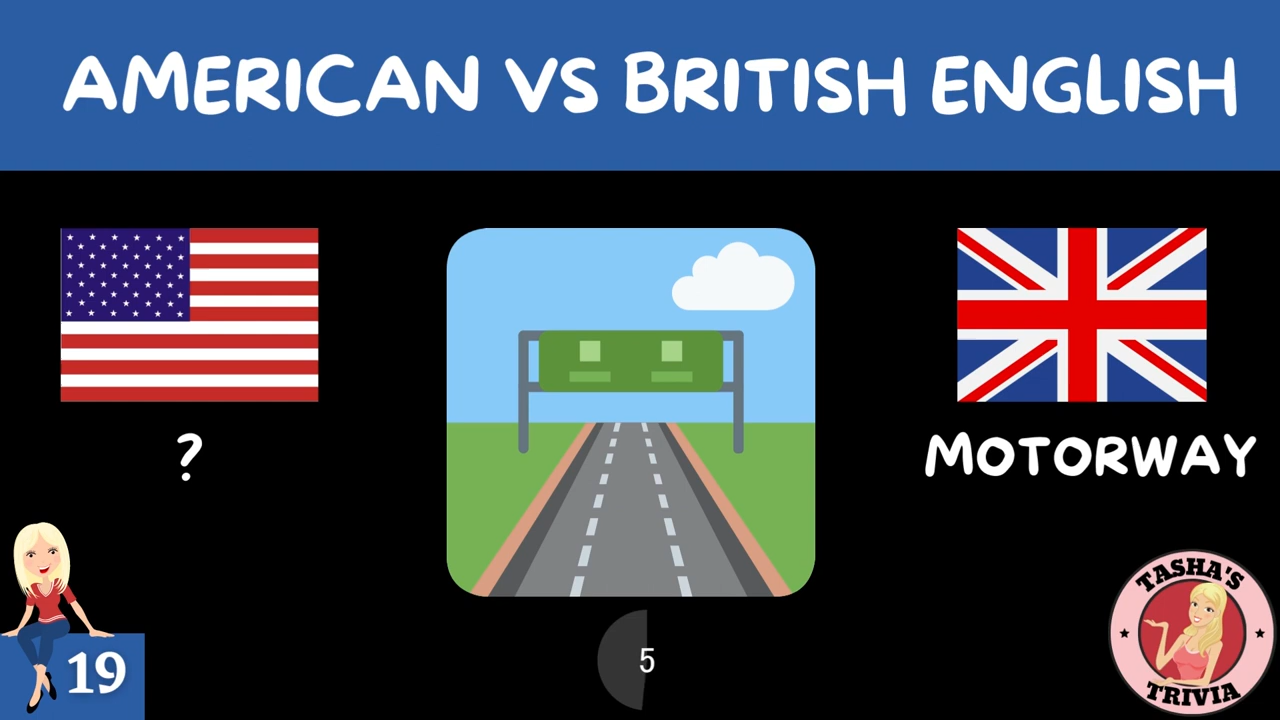 AMERICAN VS BRITISH ENGLISH
?
MOTORWAY
19
5
TASHA'S
TRIVIA